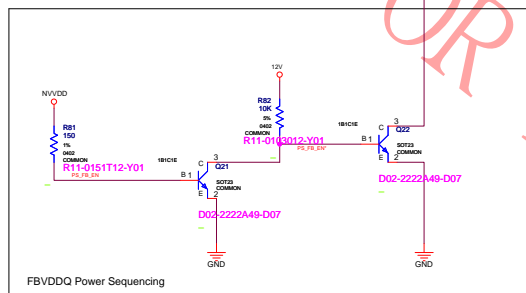 OR
12V
NVVDD
R82
10K
5%
0402
COMMON
R11-0103012-Y01
PS_FB_EN*
1B1C1E
C 3
Q22
B 1
SOT23
COMMON
E 2
D02-2222A49-D07
R81
150
1%
0402
COMMON
R11-0151T12-Y01
PS_FB_EN
1B1C1E
C 3
Q21
B 1
SOT23
COMMON
E 2
D02-2222A49-D07
GND
GND
FBVDDQ Power Sequencing